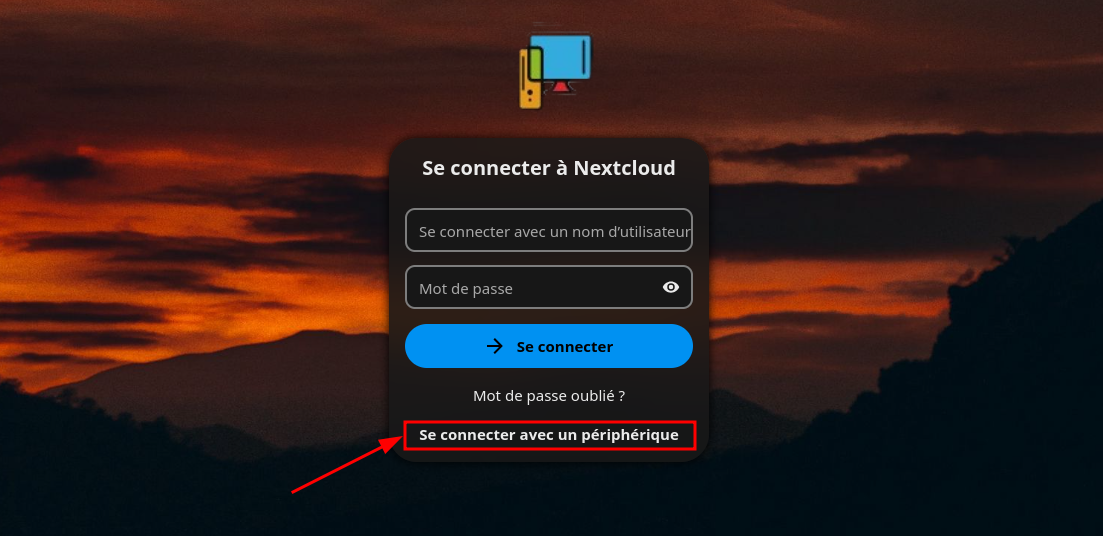 Se connecter à Nextcloud
Se connecter avec un nom d’utilisateur
Mot de passe
Se connecter
Mot de passe oublié ?
Se connecter avec un périphérique